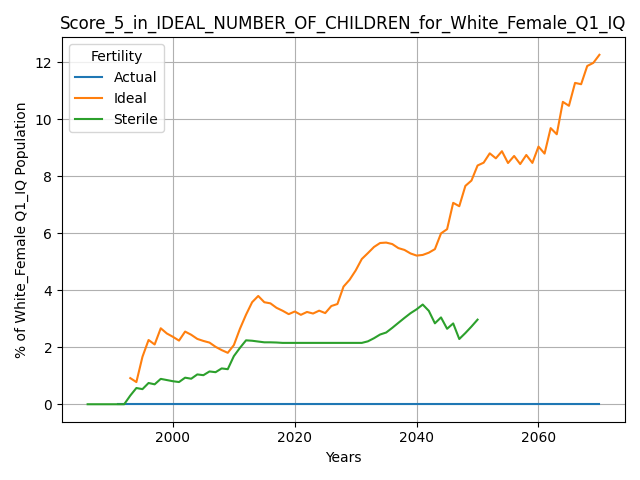 Score_5_in_IDEAL_NUMBER_OF_CHILDREN_for_White_Female_Q1_IQ
Fertility
Actual
Ideal
Sterile
% of White_Female Q1_IQ Population
12
10
8
6
4
2
0
2000
2020
2040
2060
Years